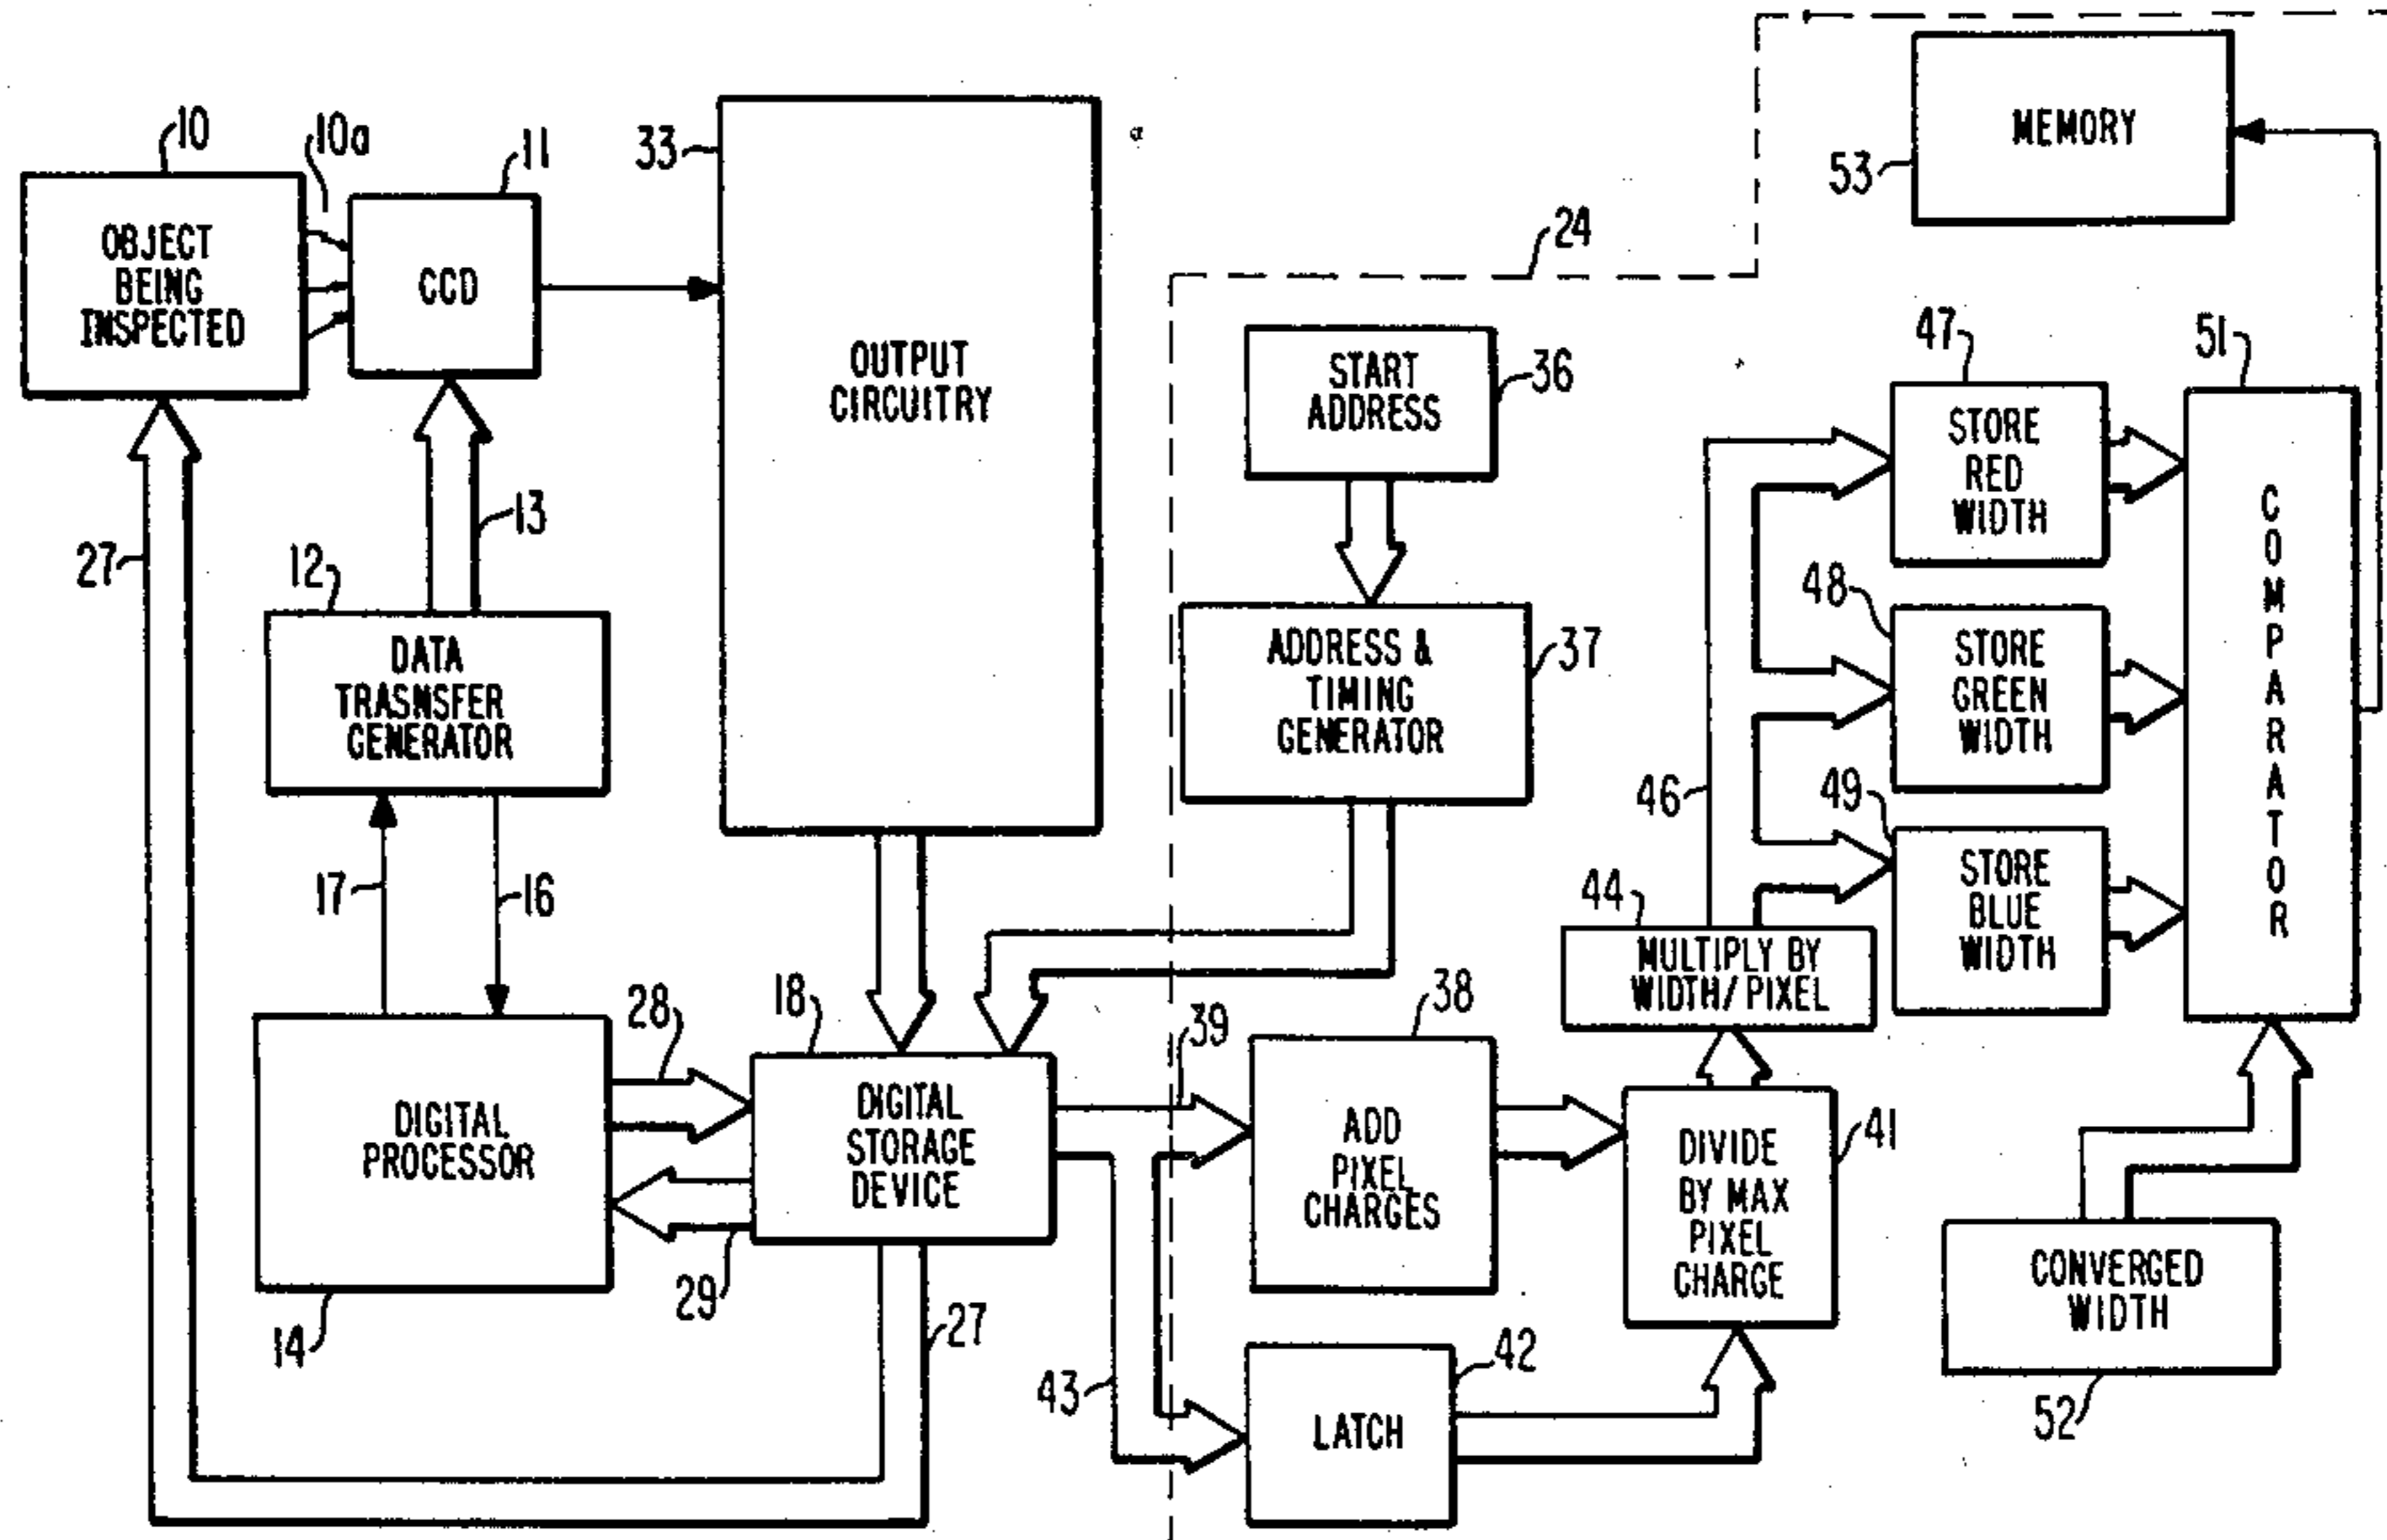 10
10a
11
33
OBJECT
BEING
INSPECTED
CCD
OUTPUT
CIRCUITRY
24
MEMORY
53
START
ADDRESS
36
47
51
STORE
RED
WIDTH
13
27
12
DATA
TRASNSFER
GENERATOR
ADDRESS &
TIMING
GENERATOR
37
48
STORE
GREEN
WIDTH
COMPARATOR
46
49
STORE
BLUE
WIDTH
17
16
44
MULTIPLY BY
WIDTH/PIXEL
28
18
39
38
DIGITAL
PROCESSOR
DIGITAL
STORAGE
DEVICE
ADD
PIXEL
CHARGES
DIVIDE
BY MAX
PIXEL
CHARGE
41
14
29
27
43
LATCH
42
CONVERGED
WIDTH
52